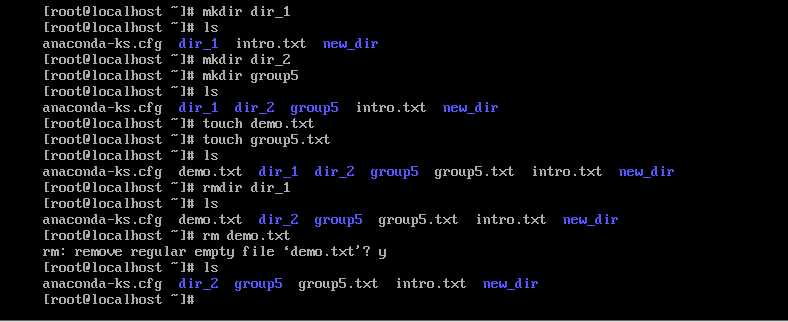 [root@localhost ~]# mkdir dir_1
[root@localhost ~]# ls
anaconda-ks.cfg  dir_1  intro.txt  new_dir
[root@localhost ~]# mkdir dir_2
[root@localhost ~]# mkdir group5
[root@localhost ~]# ls
anaconda-ks.cfg  dir_1  dir_2  group5  intro.txt  new_dir
[root@localhost ~]# touch demo.txt
[root@localhost ~]# touch group5.txt
[root@localhost ~]# ls
anaconda-ks.cfg  demo.txt  dir_1  dir_2  group5  group5.txt  intro.txt  new_dir
[root@localhost ~]# rmdir dir_1
[root@localhost ~]# ls
anaconda-ks.cfg  demo.txt  dir_2  group5  group5.txt  intro.txt  new_dir
[root@localhost ~]# rm demo.txt
rm: remove regular empty file ‘demo.txt’? y
[root@localhost ~]# ls
anaconda-ks.cfg  dir_2  group5  group5.txt  intro.txt  new_dir
[root@localhost ~]#